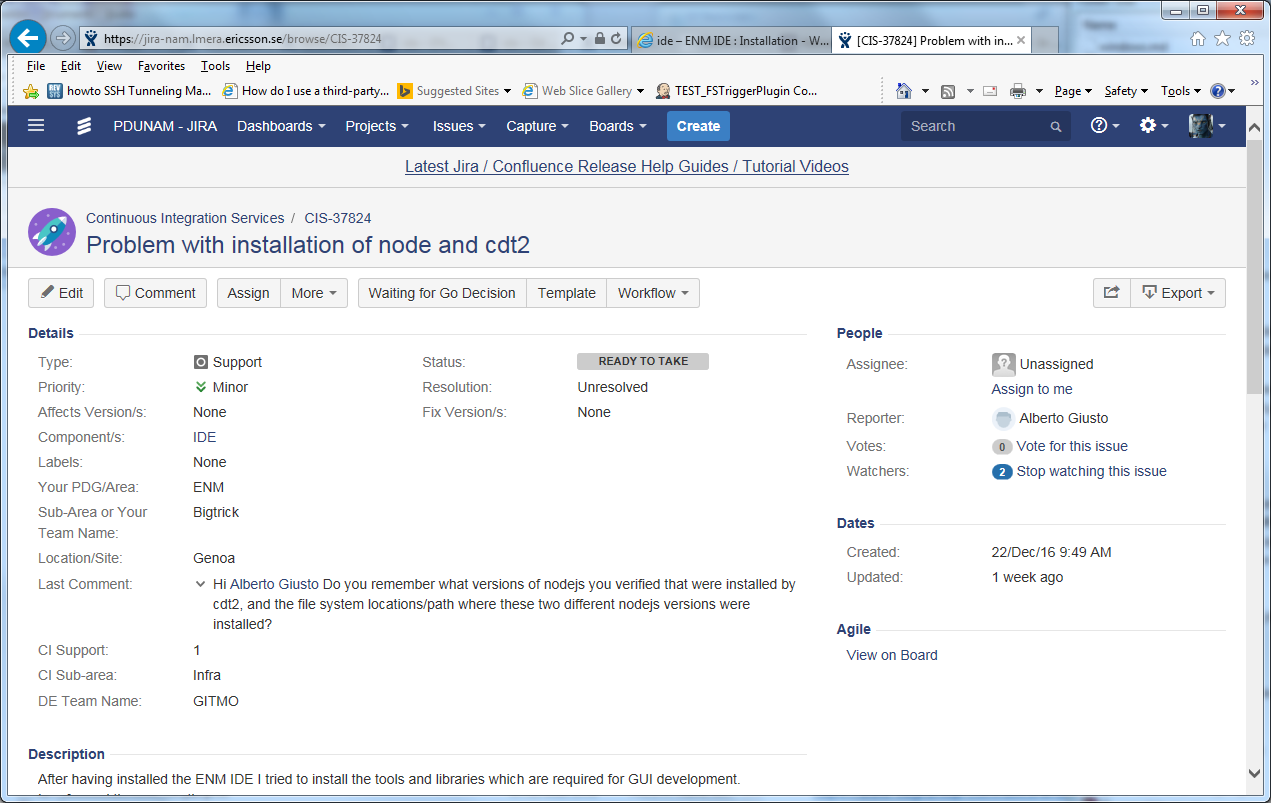 https://jira-nam.lmera.ericsson.se/browse/CIS-37824
ide – ENM IDE : Installation - W...
[CIS-37824] Problem with in...
File Edit View Favorites Tools Help
howto SSH Tunneling Ma...
How do I use a third-party...
Suggested Sites
Web Slice Gallery
TEST_FSTriggerPlugin Co...
Page Safety Tools
PDUNAM - JIRA Dashboards Projects Issues Capture Boards Create Search
Latest Jira / Confluence Release Help Guides / Tutorial Videos
Continuous Integration Services / CIS-37824
Problem with installation of node and cdt2
Edit Comment Assign More Waiting for Go Decision Template Workflow Export
Details
Type: Support
Priority: Minor
Affects Version/s: None
Component/s: IDE
Labels: None
Your PDG/Area: ENM
Sub-Area or Your
Team Name:
Bigtrick
Location/Site: Genoa
Last Comment: Hi Alberto Giusto Do you remember what versions of nodejs you verified that were installed by
cdt2, and the file system locations/path where these two different nodejs versions were
installed?
CI Support: 1
CI Sub-area: Infra
DE Team Name: GITMO
Status: READY TO TAKE
Resolution: Unresolved
Fix Version/s: None
People
Assignee: Unassigned
Assign to me
Reporter: Alberto Giusto
Votes: 0 Vote for this issue
Watchers: 2 Stop watching this issue
Dates
Created: 22/Dec/16 9:49 AM
Updated: 1 week ago
Agile
View on Board
Description
After having installed the ENM IDE I tried to install the tools and libraries which are required for GUI development.